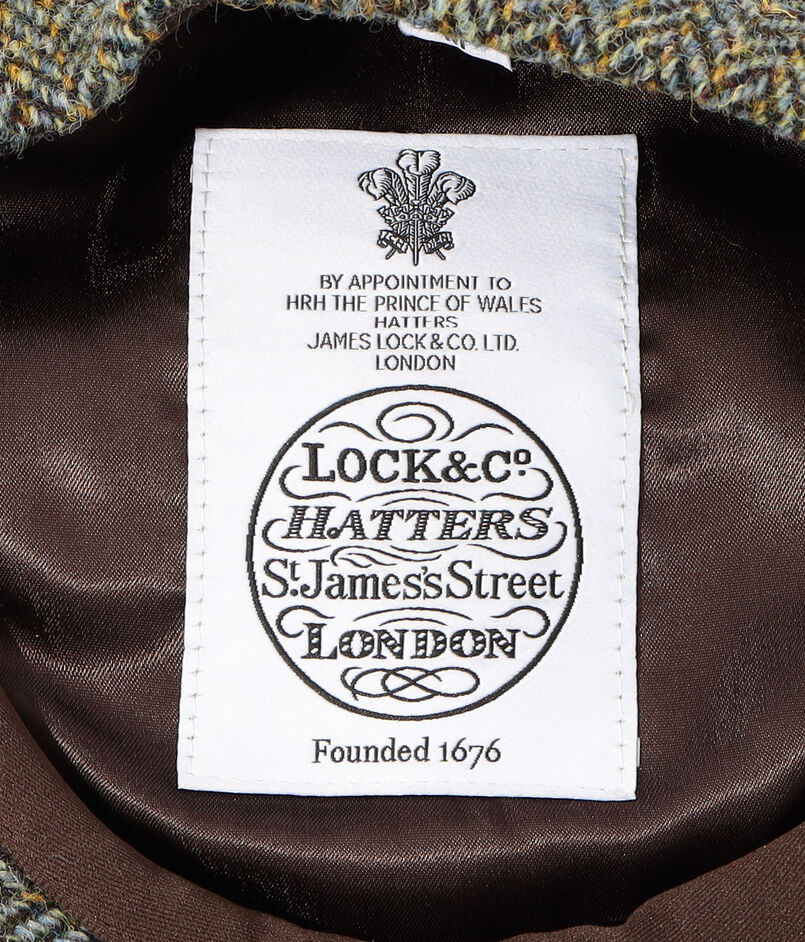 BY APPOINTMENT TO
HRH THE PRINCE OF WALES
HATTERS
JAMES LOCK & CO. LTD.
LONDON
LOCK & Co.
HATTERS
St. James's Street
LONDON
Founded 1676